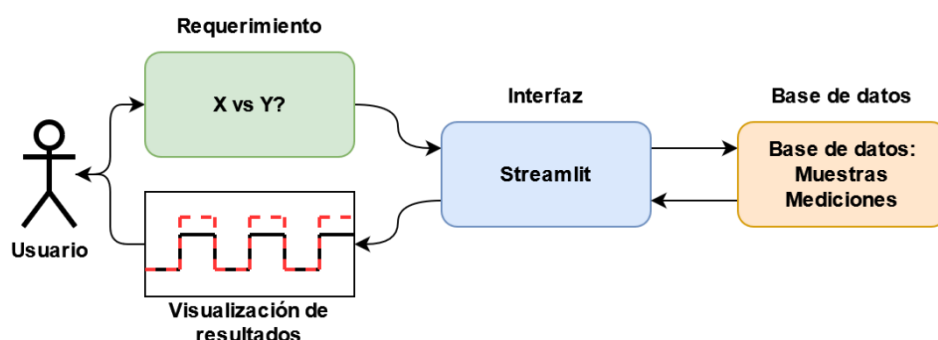 Requerimiento
X vs Y?
Interfaz
Streamlit
Base de datos
Base de datos:
Muestras
Mediciones
Usuario
Visualización de
resultados